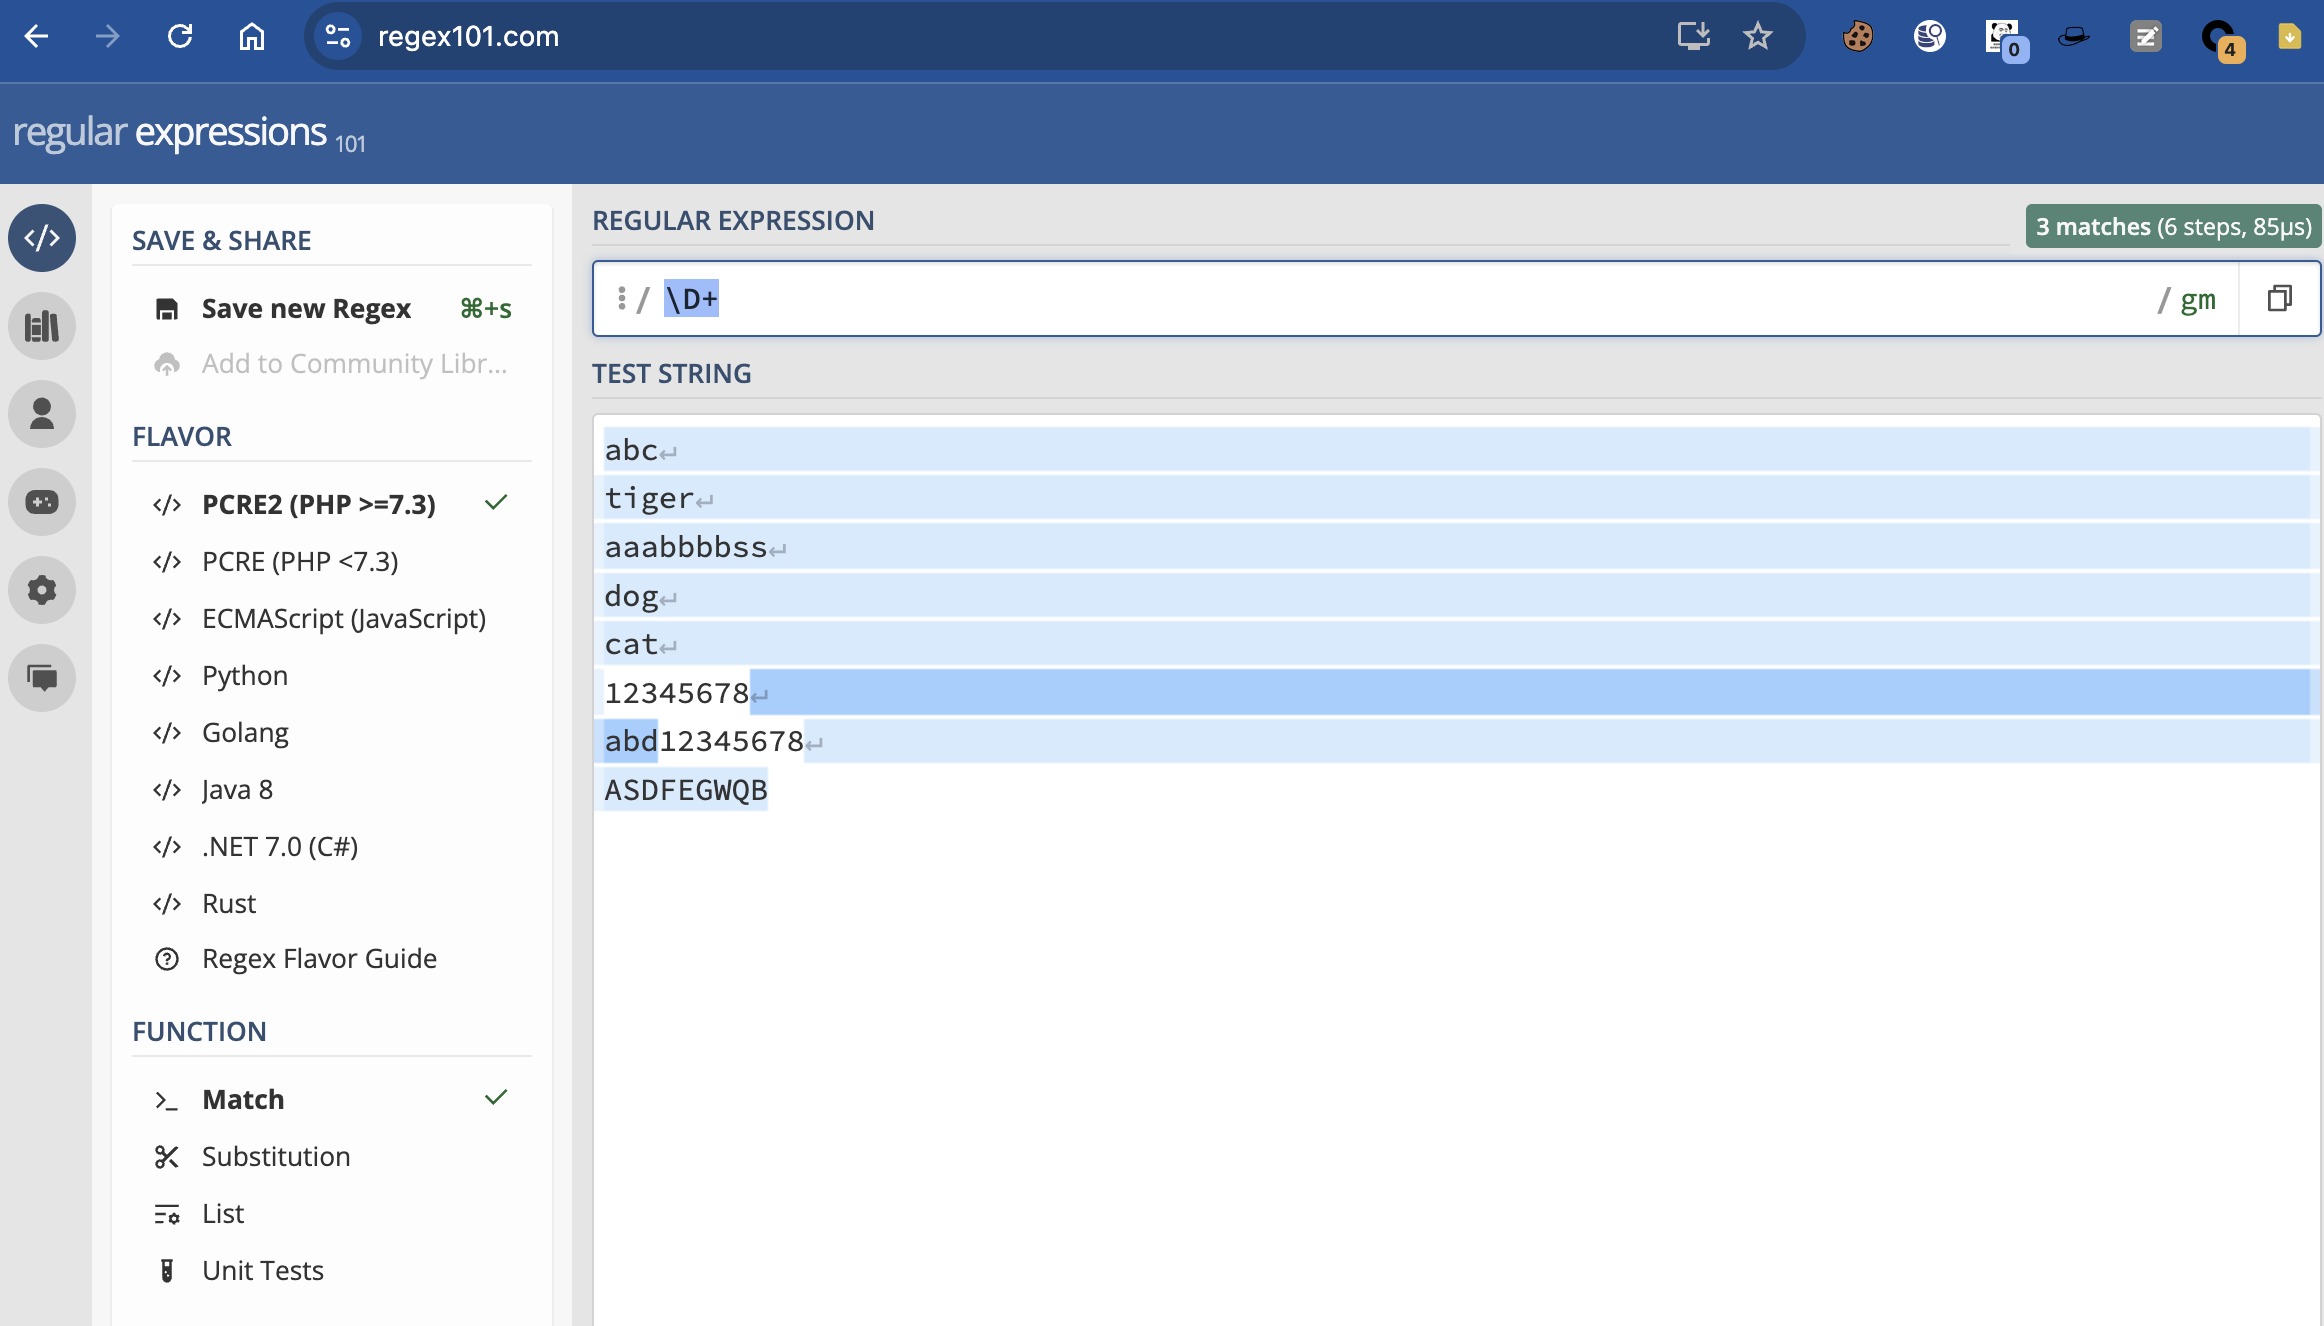 regex101.com
0
4
regular expressions 101
SAVE & SHARE
Save new Regex ⌘+s
Add to Community Libr...
FLAVOR
PCRE2 (PHP >=7.3)
PCRE (PHP <7.3)
ECMAScript (JavaScript)
Python
Golang
Java 8
.NET 7.0 (C#)
Rust
Regex Flavor Guide
FUNCTION
Match
Substitution
List
Unit Tests
REGULAR EXPRESSION
3 matches (6 steps, 85µs)
/ \D+ / gm
TEST STRING
abc↵
tiger↵
aaabbbbss↵
dog↵
cat↵
12345678↵
abd12345678↵
ASDFEGWQB